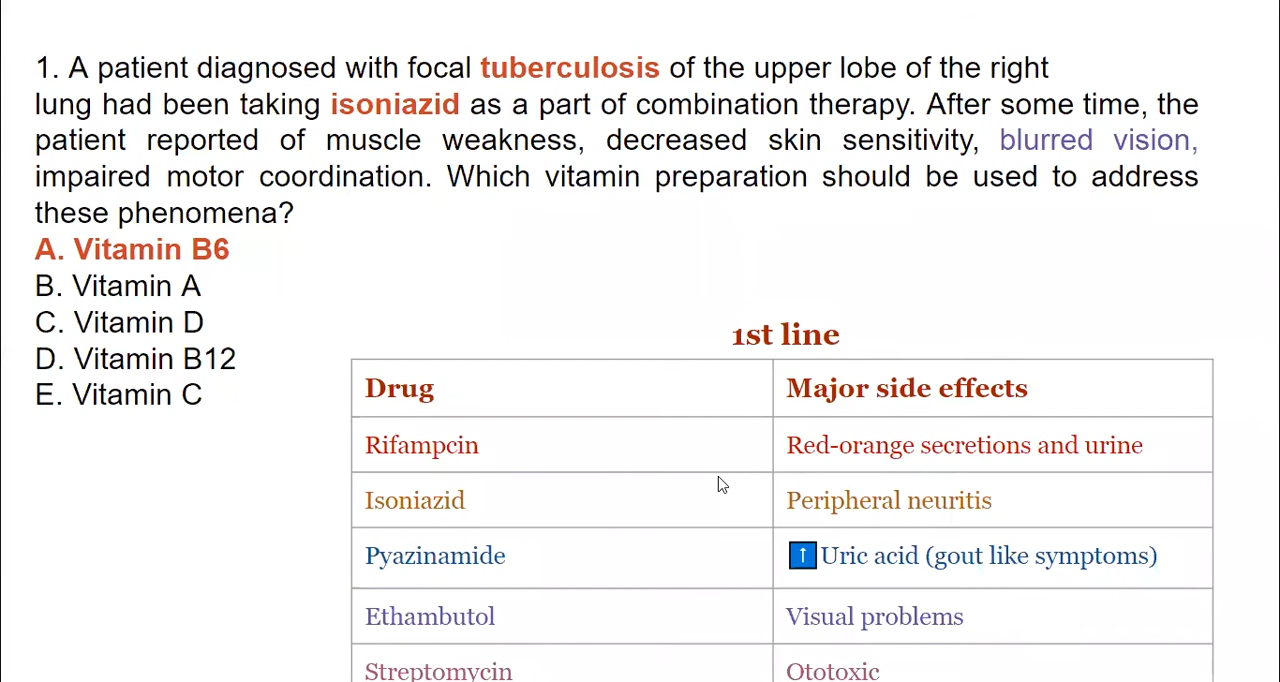 1. A patient diagnosed with focal tuberculosis of the upper lobe of the right
lung had been taking isoniazid as a part of combination therapy. After some time, the
patient reported of muscle weakness, decreased skin sensitivity, blurred vision,
impaired motor coordination. Which vitamin preparation should be used to address
these phenomena?
A. Vitamin B6
B. Vitamin A
C. Vitamin D
D. Vitamin B12
E. Vitamin C
1st line
Drug Major side effects
Rifampcin Red-orange secretions and urine
Isoniazid Peripheral neuritis
Pyazinamide ↑ Uric acid (gout like symptoms)
Ethambutol Visual problems
Streptomycin Ototoxic